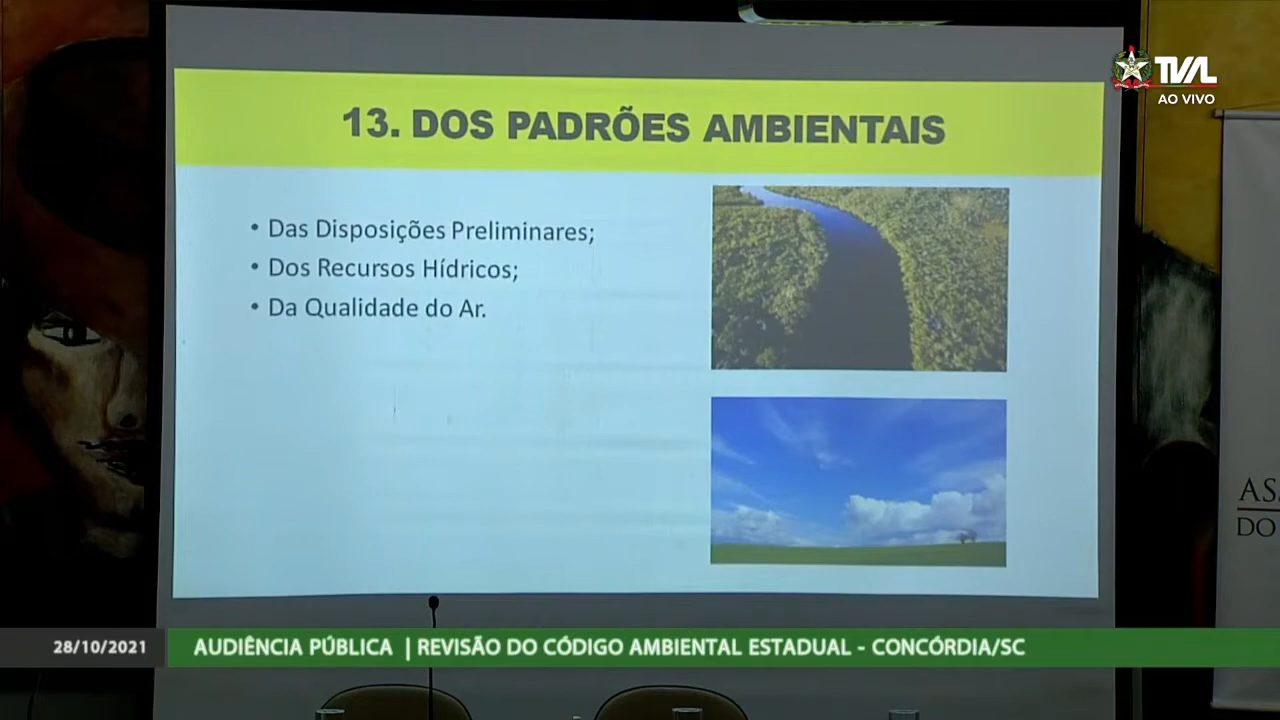 TVAL
AO VIVO
13. DOS PADRÕES AMBIENTAIS
• Das Disposições Preliminares;
• Dos Recursos Hídricos;
• Da Qualidade do Ar.
DO
28/10/2021
AUDIÊNCIA PÚBLICA | REVISÃO DO CÓDIGO AMBIENTAL ESTADUAL - CONCÓRDIA/SC